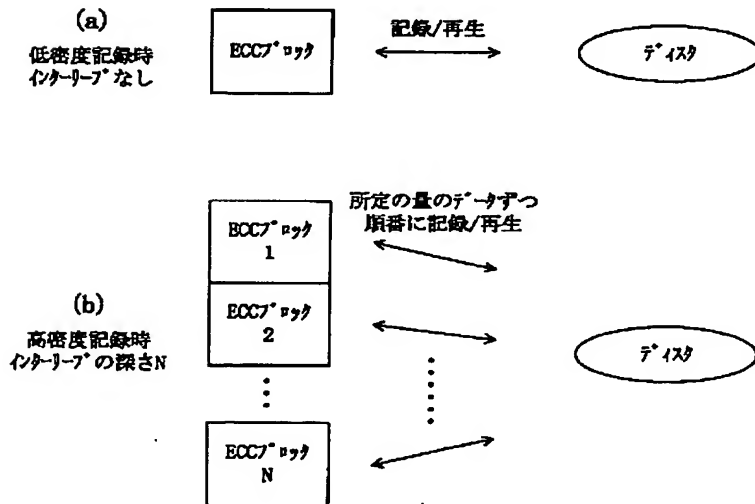 (a)
低密度記録時
ｲﾝﾀｰﾘｰﾌﾞなし
ECCﾌﾞﾛｯｸ
記録/再生
ﾃﾞｨｽｸ
(b)
高密度記録時
ｲﾝﾀｰﾘｰﾌﾞの深さN
ECCﾌﾞﾛｯｸ
1
ECCﾌﾞﾛｯｸ
2
ECCﾌﾞﾛｯｸ
N
所定の量のﾃﾞｰﾀずつ
順番に記録/再生
ﾃﾞｨｽｸ